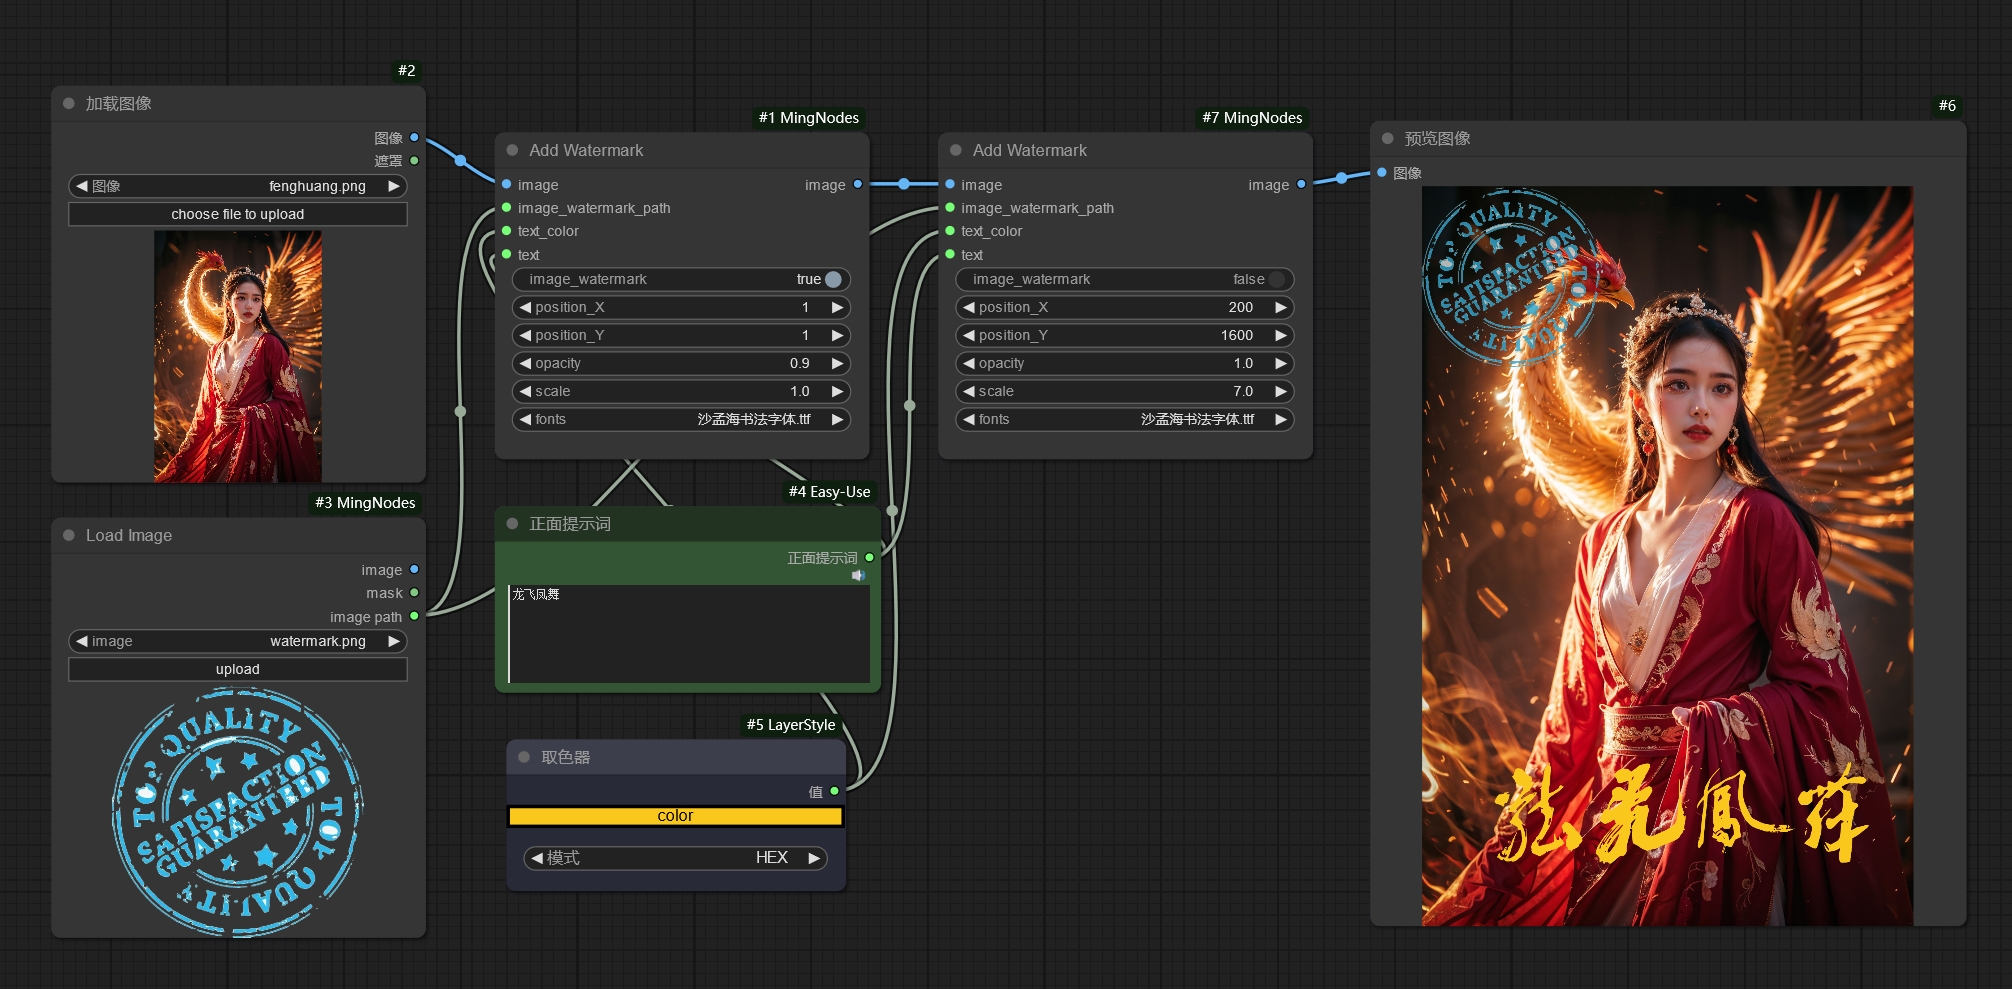 #2
加载图像
图像
遮罩
图像 fenghuang.png
choose file to upload
#3 MingNodes
Load Image
image
mask
image path
image watermark.png
upload
TOP QUALITY
SATISFACTION
GUARANTEED
TOP QUALITY
#1 MingNodes
Add Watermark
image image
image_watermark_path
text_color
text
image_watermark true
position_X 1
position_Y 1
opacity 0.9
scale 1.0
fonts 沙孟海书法字体.ttf
#4 Easy-Use
正面提示词
正面提示词
龙飞凤舞
#5 LayerStyle
取色器
值
color
模式 HEX
#7 MingNodes
Add Watermark
image image
image_watermark_path
text_color
text
image_watermark false
position_X 200
position_Y 1600
opacity 1.0
scale 7.0
fonts 沙孟海书法字体.ttf
#6
预览图像
图像
TOP QUALITY
SATISFACTION
GUARANTEED
TOP QUALITY
龙飞鳳舞